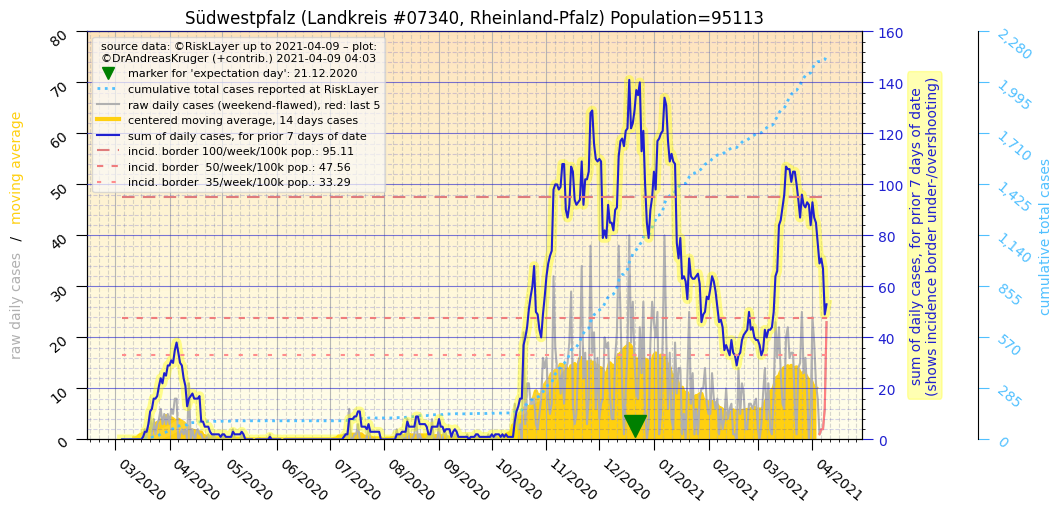 Südwestpfalz (Landkreis #07340, Rheinland-Pfalz) Population=95113
source data: ©RiskLayer up to 2021-04-09 – plot:
©DrAndreasKruger (+contrib.) 2021-04-09 04:03
marker for 'expectation day': 21.12.2020
cumulative total cases reported at RiskLayer
raw daily cases (weekend-flawed), red: last 5
centered moving average, 14 days cases
sum of daily cases, for prior 7 days of date
incid. border 100/week/100k pop.: 95.11
incid. border  50/week/100k pop.: 47.56
incid. border  35/week/100k pop.: 33.29
raw daily cases / moving average
80
70
60
50
40
30
20
10
0
160
140
120
100
80
60
40
20
0
sum of daily cases, for prior 7 days of date
(shows incidence border under-/overshooting)
2,280
1,995
1,710
1,425
1,140
855
570
285
0
cumulative total cases
03/2020
04/2020
05/2020
06/2020
07/2020
08/2020
09/2020
10/2020
11/2020
12/2020
01/2021
02/2021
03/2021
04/2021